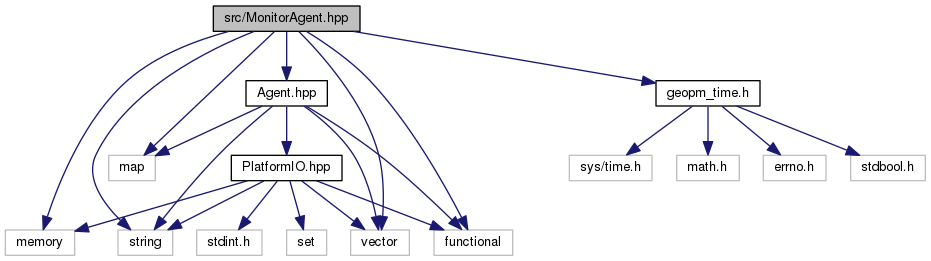 src/MonitorAgent.hpp
Agent.hpp
geopm_time.h
map
PlatformIO.hpp
sys/time.h
math.h
errno.h
stdbool.h
memory
string
stdint.h
set
vector
functional